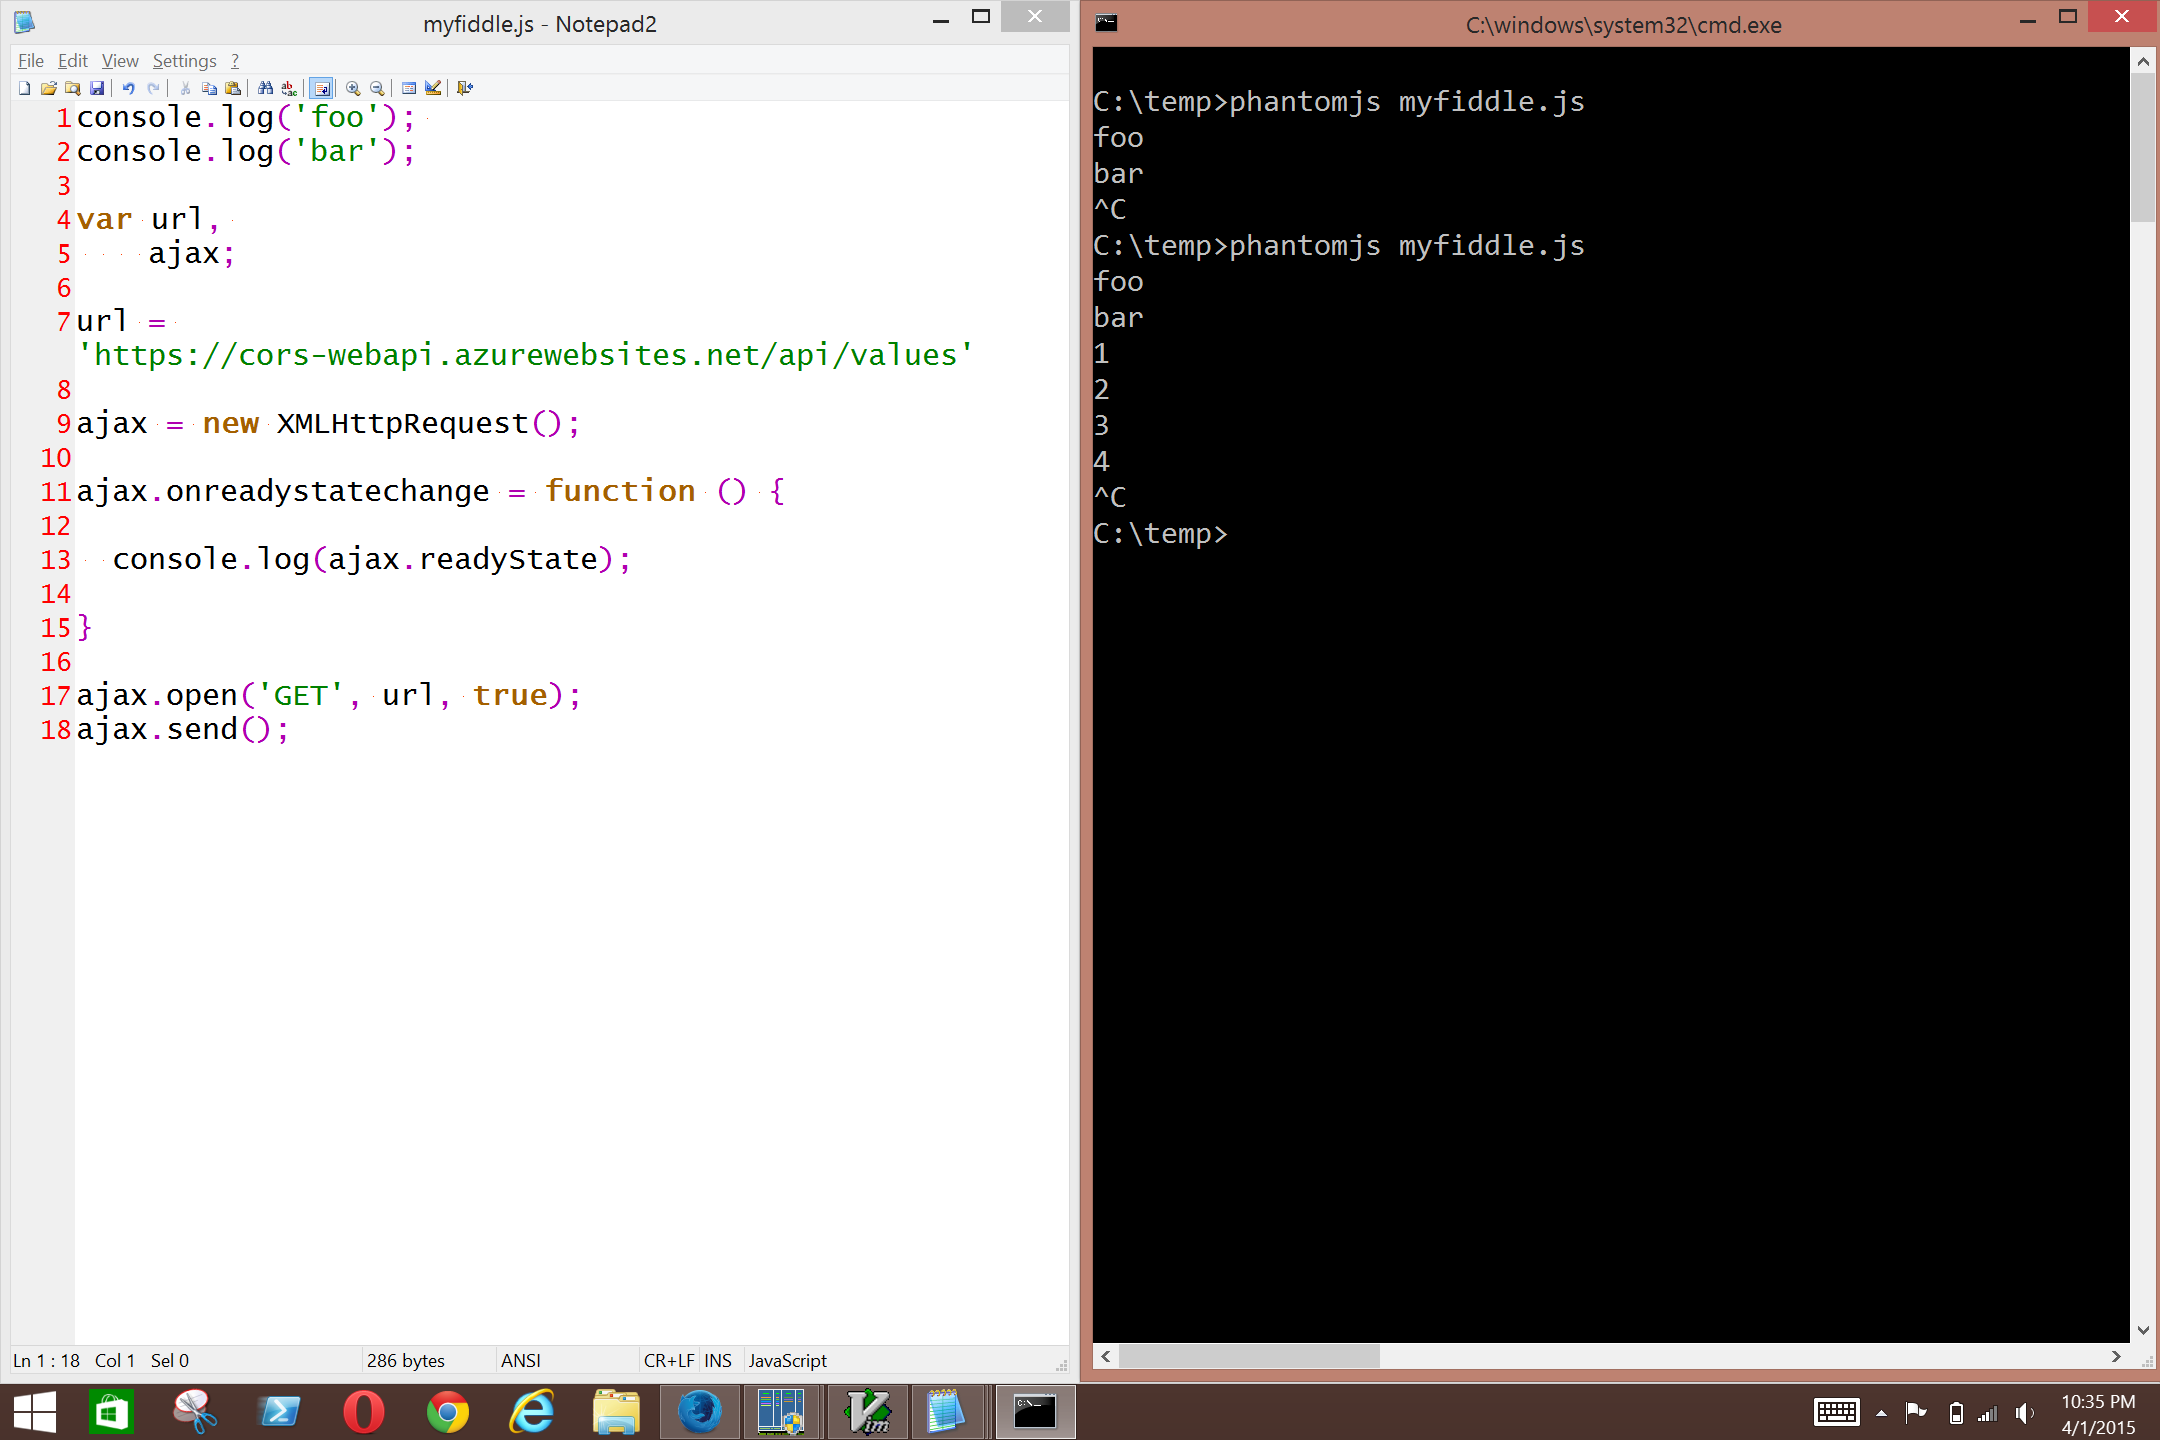 myfiddle.js - Notepad2
File Edit View Settings ?
1 console.log('foo');
2 console.log('bar');
3
4 var url,
5     ajax;
6
7 url =
'https://cors-webapi.azurewebsites.net/api/values'
8
9 ajax = new XMLHttpRequest();
10
11 ajax.onreadystatechange = function () {
12
13   console.log(ajax.readyState);
14
15 }
16
17 ajax.open('GET', url, true);
18 ajax.send();
Ln 1 : 18 Col 1 Sel 0 286 bytes ANSI CR+LF INS JavaScript
C:\windows\system32\cmd.exe
C:\temp>phantomjs myfiddle.js
foo
bar
^C
C:\temp>phantomjs myfiddle.js
foo
bar
1
2
3
4
^C
C:\temp>
10:35 PM
4/1/2015